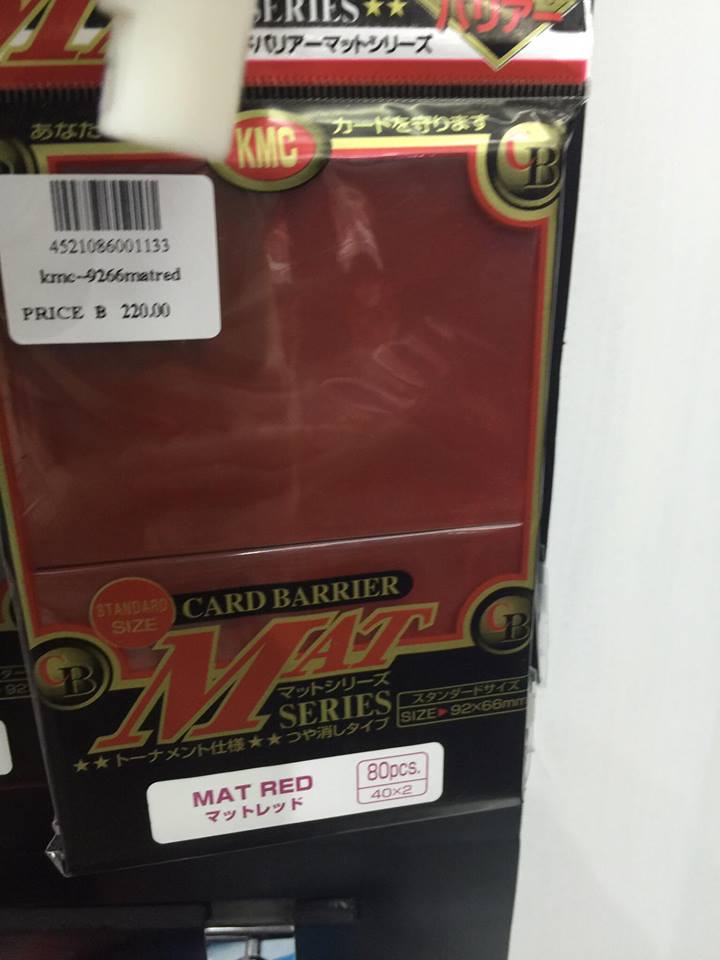 SERIES★★
バリアー
バリアーマットシリーズ
あなた
カードを守ります
KMC
CB
4521086001133
kmc--9266matred
PRICE B 220.00
STANDARD
SIZE
CARD BARRIER
CB
CB
MAT
マットシリーズ
SERIES
スタンダードサイズ
SIZE▶92×66mm
★★トーナメント仕様★★つや消しタイプ
MAT RED
マットレッド
80pcs.
40×2